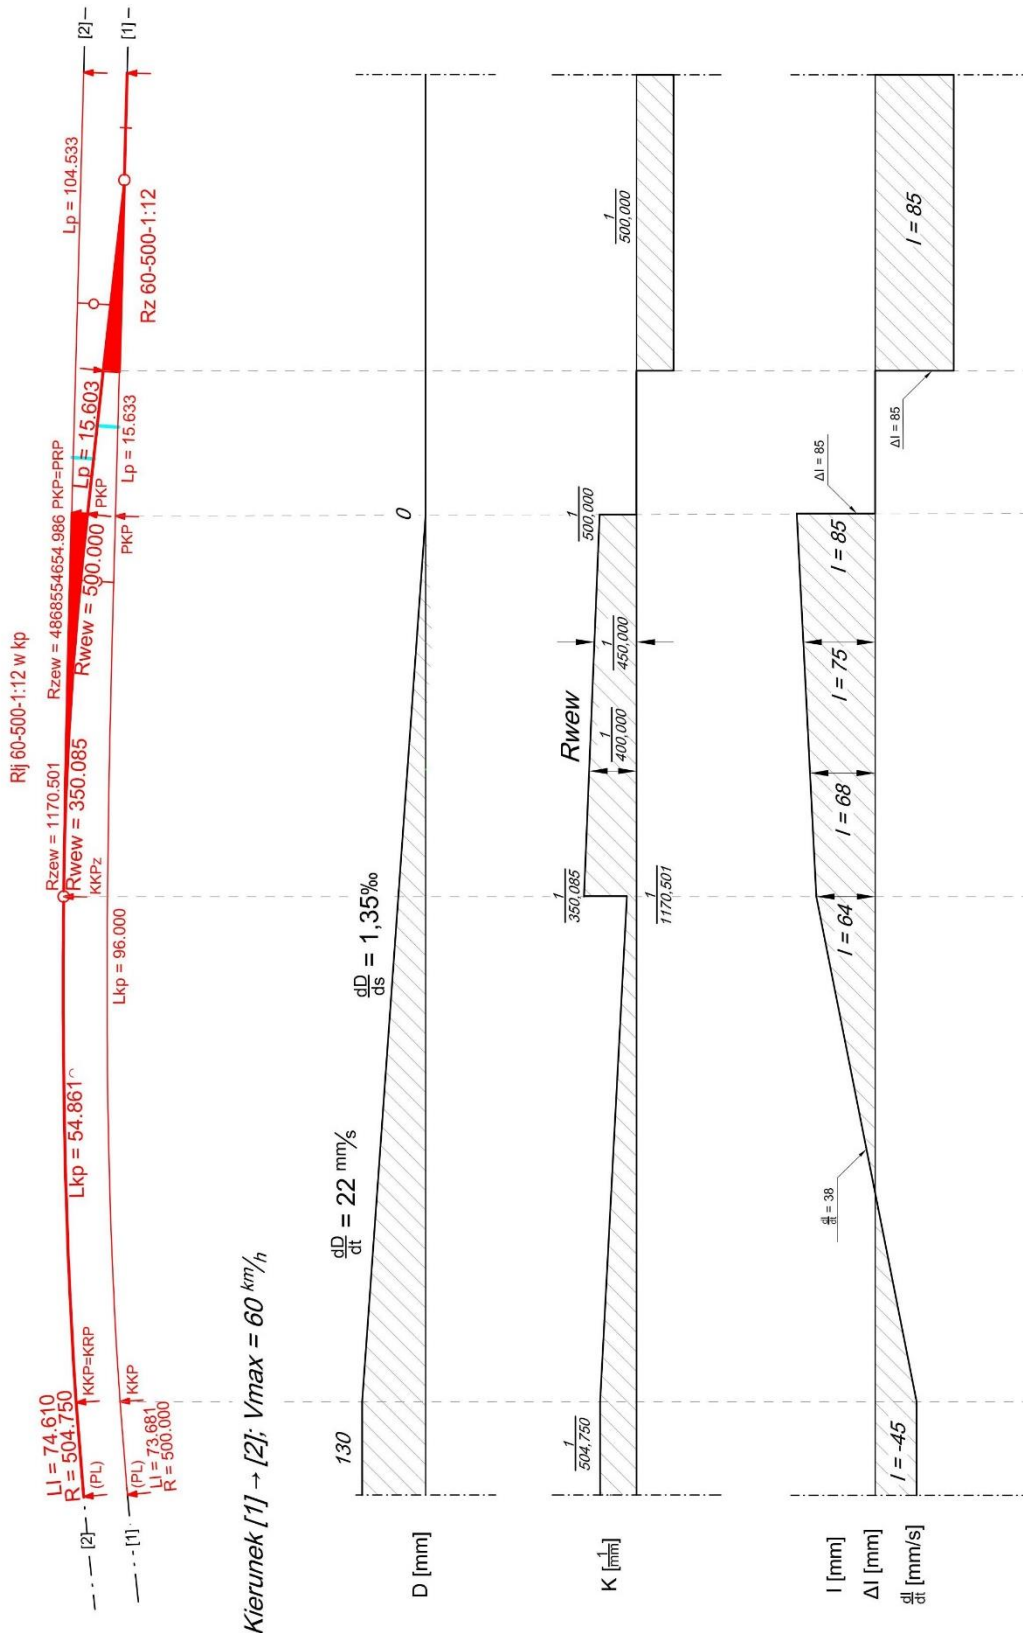 Rłj 60-500-1:12 w kp
[2]
[1]
LI = 74.610
R = 504.750
(PL)
KKP=KRP
Lkp = 54.861
Rzew = 1170.501
Rwew = 350.085
KKPz
Rzew = 4868554654.986 PKP=PRP
Rwew = 500.000
PKP
Lp = 15.603
Lp = 104.533
[2]
[1]
(PL)
LI = 73.681
R = 500.000
KKP
Lkp = 96.000
PKP
Lp = 15.633
Rz 60-500-1:12
Kierunek [1] → [2]; Vmax = 60 km/h
D [mm]
130
dD/dt = 22 mm/s
dD/ds = 1,35‰
0
K [1/mm]
1/504,750
1/350,085
1/1170,501
Rwew
1/400,000
1/450,000
1/500,000
1/500,000
I [mm]
ΔI [mm]
dI/dt [mm/s]
I = -45
dI/dt = 38
I = 64
I = 68
I = 75
I = 85
ΔI = 85
ΔI = 85
I = 85